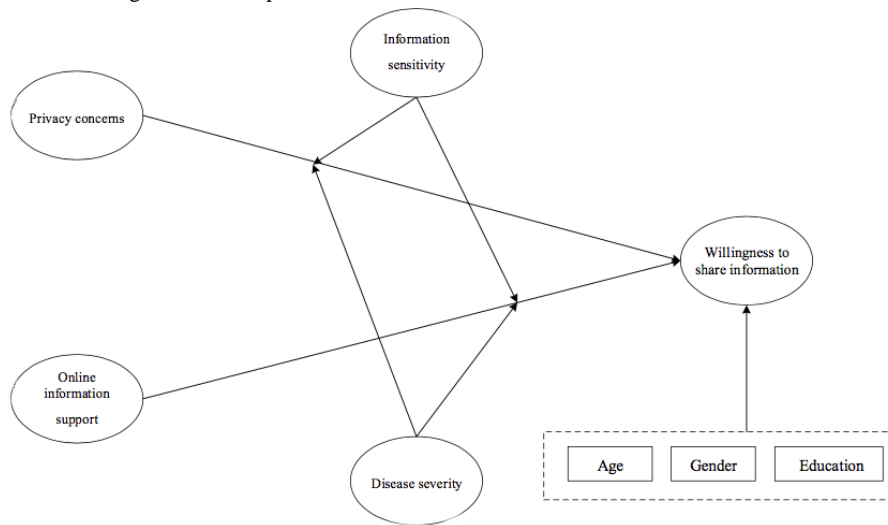 Information
sensitivity
Privacy concerns
Willingness to
share information
Online
information
support
Disease severity
Age
Gender
Education